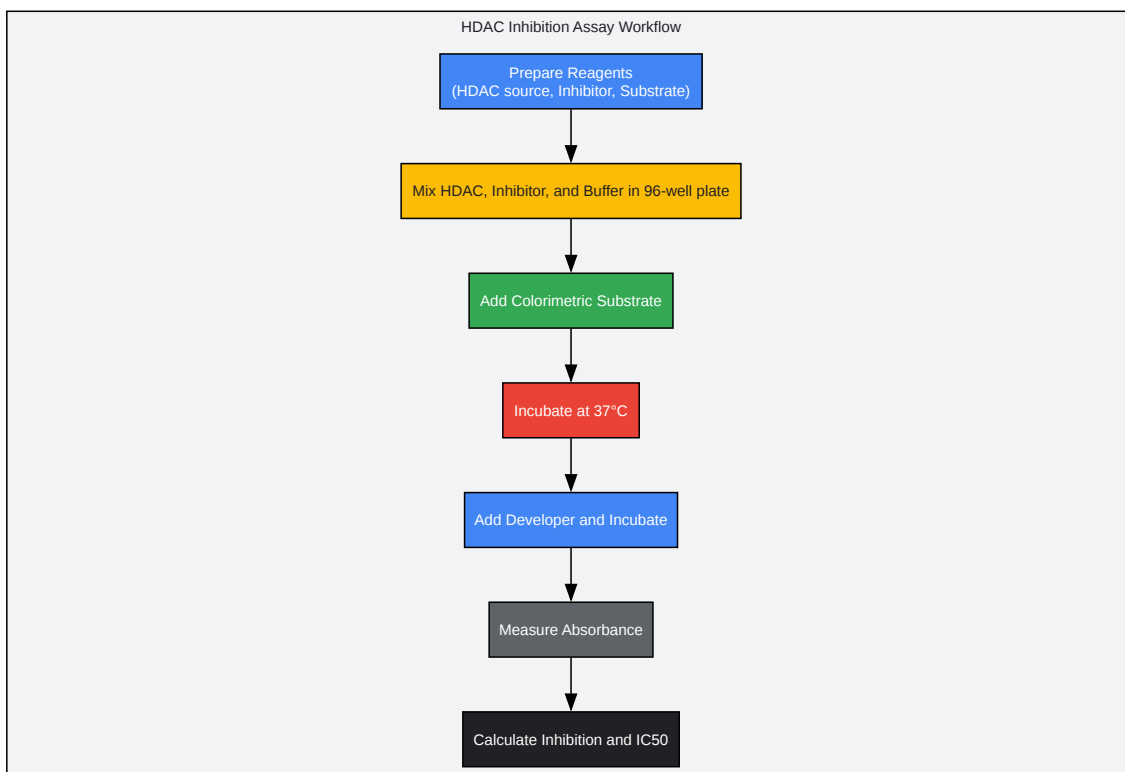 HDAC Inhibition Assay Workflow
Prepare Reagents
(HDAC source, Inhibitor, Substrate)
Mix HDAC, Inhibitor, and Buffer in 96-well plate
Add Colorimetric Substrate
Incubate at 37°C
Add Developer and Incubate
Measure Absorbance
Calculate Inhibition and IC50